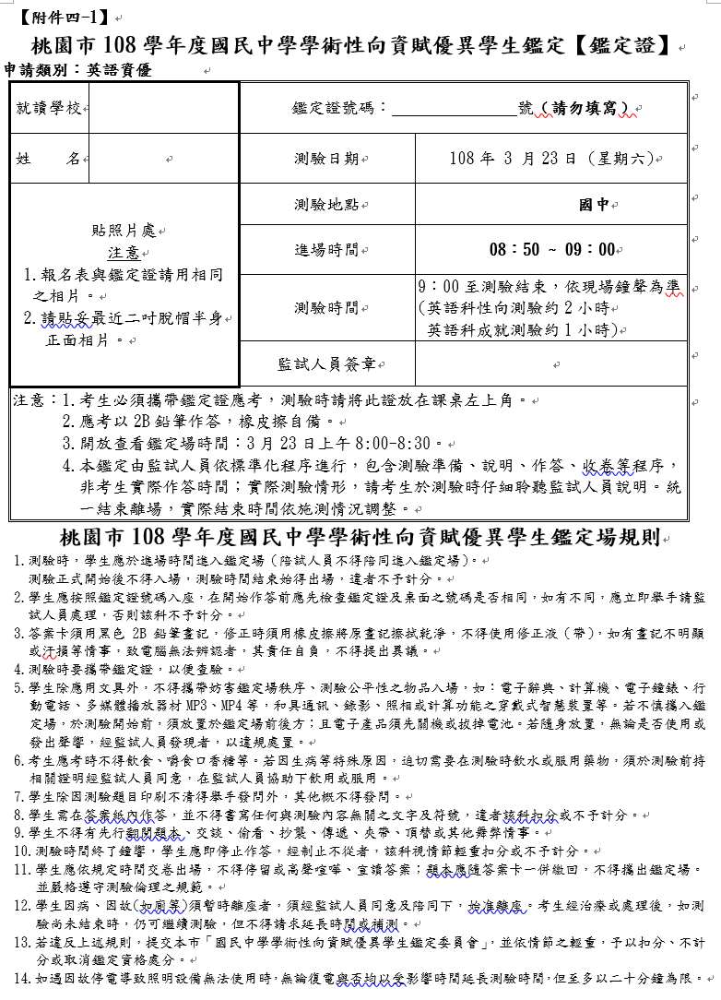 【附件四-1】
桃園市 108 學年度國民中學學術性向資賦優異學生鑑定【鑑定證】
申請類別：英語資優
就讀學校
鑑定證號碼：＿＿＿＿＿＿＿＿號（請勿填寫）
姓　　名
測驗日期
108 年 3 月 23 日 (星期六)
貼照片處
注意
1.報名表與鑑定證請用相同
之相片。
2.請貼妥最近二吋脫帽半身
正面相片。
測驗地點
國中
進場時間
08：50 ~ 09：00
測驗時間
9：00 至測驗結束，依現場鐘聲為準
(英語科性向測驗約 2 小時
英語科成就測驗約 1 小時)
監試人員簽章
注意：1.考生必須攜帶鑑定證應考，測驗時請將此證放在課桌左上角。
2.應考以 2B 鉛筆作答，橡皮擦自備。
3.開放查看鑑定場時間：3 月 23 日上午 8:00-8:30。
4.本鑑定由監試人員依標準化程序進行，包含測驗準備、說明、作答、收卷等程序，
非考生實際作答時間；實際測驗情形，請考生於測驗時仔細聆聽監試人員說明。統
一結束離場，實際結束時間依施測情況調整。
桃園市 108 學年度國民中學學術性向資賦優異學生鑑定場規則
1.測驗時，學生應於進場時間進入鑑定場（陪試人員不得陪同進入鑑定場）。
測驗正式開始後不得入場，測驗時間結束始得出場，違者不予計分。
2.學生應按照鑑定證號碼入座，在開始作答前應先檢查鑑定證及桌面之號碼是否相同，如有不同，應立即舉手請監
試人員處理，否則該科不予計分。
3.答案卡須用黑色 2B 鉛筆畫記，修正時須用橡皮擦將原畫記擦拭乾淨，不得使用修正液（帶），如有畫記不明顯
或汙損等情事，致電腦無法辨認者，其責任自負，不得提出異議。
4.測驗時要攜帶鑑定證，以便查驗。
5.學生除應用文具外，不得攜帶妨害鑑定場秩序、測驗公平性之物品入場，如：電子辭典、計算機、電子鐘錶、行
動電話、多媒體播放器材 MP3、MP4 等，和具通訊、錄影、照相或計算功能之穿戴式智慧裝置等。若不慎攜入鑑
定場，於測驗開始前，須放置於鑑定場前後方；且電子產品須先關機或拔掉電池。若隨身放置，無論是否使用或
發出聲響，經監試人員發現者，以違規處置。
6.考生應考時不得飲食、嚼食口香糖等。若因生病等特殊原因，迫切需要在測驗時飲水或服用藥物，須於測驗前持
相關證明經監試人員同意，在監試人員協助下飲用或服用。
7.學生除因測驗題目印刷不清得舉手發問外，其他概不得發問。
8.學生需在答案紙內作答，並不得書寫任何與測驗內容無關之文字及符號，違者該科扣分或不予計分。
9.學生不得有先行翻閱題本、交談、偷看、抄襲、傳遞、夾帶、頂替或其他舞弊情事。
10.測驗時間終了鐘響，學生應即停止作答，經制止不從者，該科視情節輕重扣分或不予計分。
11.學生應依規定時間交卷出場，不得停留或高聲喧嘩、宣讀答案；題本應隨答案卡一併繳回，不得攜出鑑定場。
並嚴格遵守測驗倫理之規範。
12.學生因病、因故(如廁等)須暫時離座者，須經監試人員同意及陪同下，始准離座。考生經治療或處理後，如測
驗尚未結束時，仍可繼續測驗，但不得請求延長時間或補測。
13.若違反上述規則，提交本市「國民中學學術性向資賦優異學生鑑定委員會」，並依情節之輕重，予以扣分、不計
分或取消鑑定資格處分。
14.如遇因故停電導致照明設備無法使用時,無論復電與否均以受影響時間延長測驗時間,但至多以二十分鐘為限。